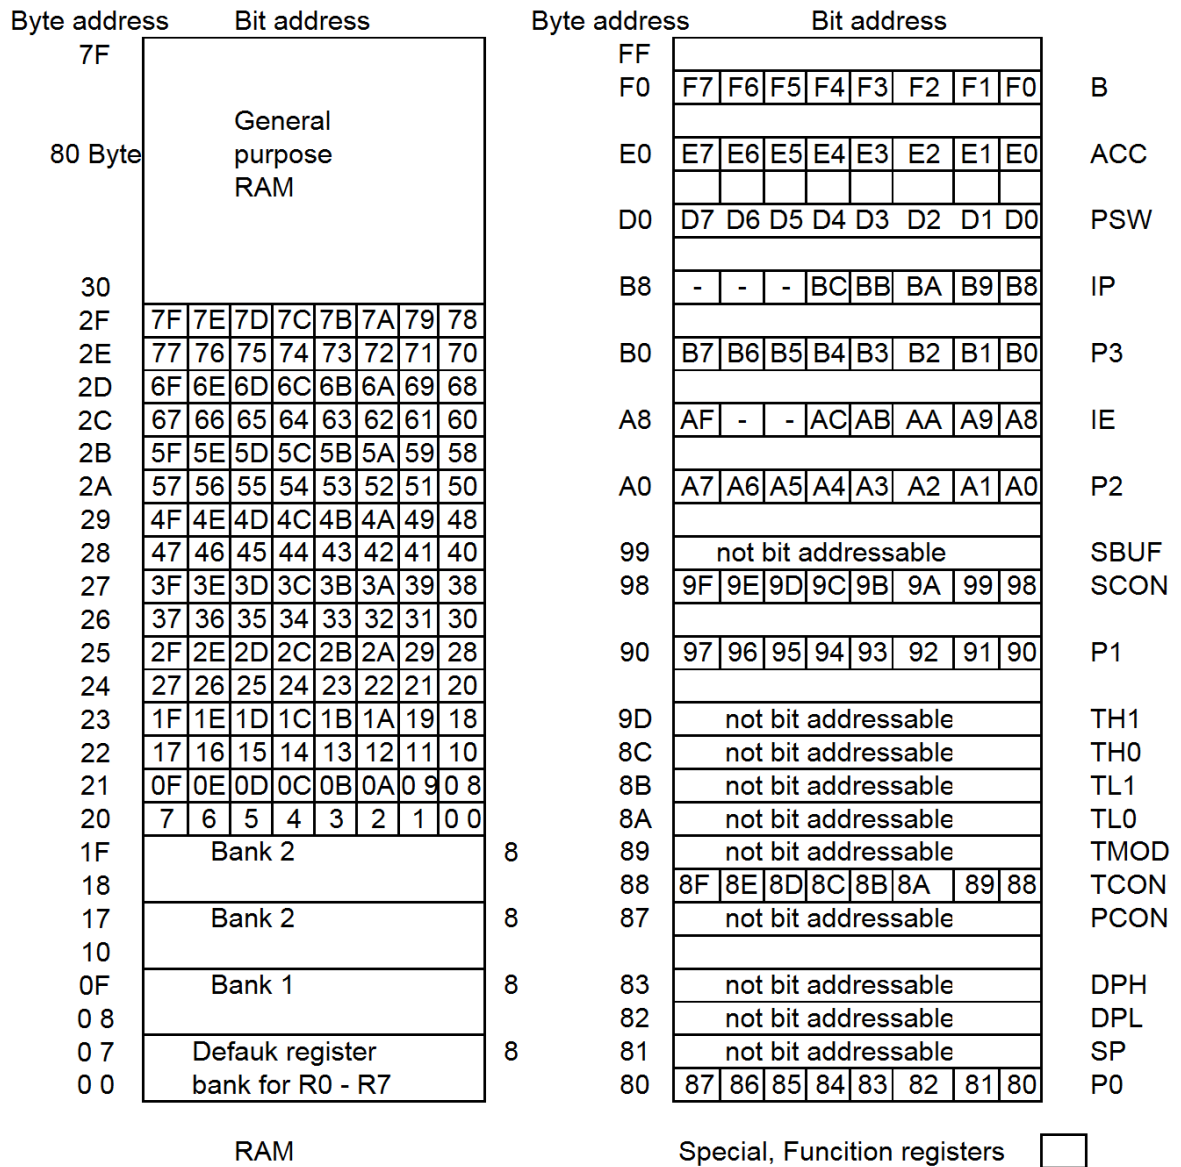 Byte address Bit address Byte address Bit address
7F FF
F0 F7 F6 F5 F4 F3 F2 F1 F0 B
General
80 Byte purpose E0 E7 E6 E5 E4 E3 E2 E1 E0 ACC
RAM
D0 D7 D6 D5 D4 D3 D2 D1 D0 PSW
30 B8 - - - BC BB BA B9 B8 IP
2F 7F 7E 7D 7C 7B 7A 79 78
2E 77 76 75 74 73 72 71 70 B0 B7 B6 B5 B4 B3 B2 B1 B0 P3
2D 6F 6E 6D 6C 6B 6A 69 68
2C 67 66 65 64 63 62 61 60 A8 AF - - AC AB AA A9 A8 IE
2B 5F 5E 5D 5C 5B 5A 59 58
2A 57 56 55 54 53 52 51 50 A0 A7 A6 A5 A4 A3 A2 A1 A0 P2
29 4F 4E 4D 4C 4B 4A 49 48
28 47 46 45 44 43 42 41 40 99 not bit addressable SBUF
27 3F 3E 3D 3C 3B 3A 39 38 98 9F 9E 9D 9C 9B 9A 99 98 SCON
26 37 36 35 34 33 32 31 30
25 2F 2E 2D 2C 2B 2A 29 28 90 97 96 95 94 93 92 91 90 P1
24 27 26 25 24 23 22 21 20
23 1F 1E 1D 1C 1B 1A 19 18 9D not bit addressable TH1
22 17 16 15 14 13 12 11 10 8C not bit addressable TH0
21 0F 0E 0D 0C 0B 0A 0 9 0 8 8B not bit addressable TL1
20 7 6 5 4 3 2 1 0 0 8A not bit addressable TL0
1F Bank 2 8 89 not bit addressable TMOD
18 88 8F 8E 8D 8C 8B 8A 89 88 TCON
17 Bank 2 8 87 not bit addressable PCON
10
0F Bank 1 8 83 not bit addressable DPH
0 8 82 not bit addressable DPL
0 7 Defauk register 8 81 not bit addressable SP
0 0 bank for R0 - R7 80 87 86 85 84 83 82 81 80 P0
RAM Special, Funcition registers